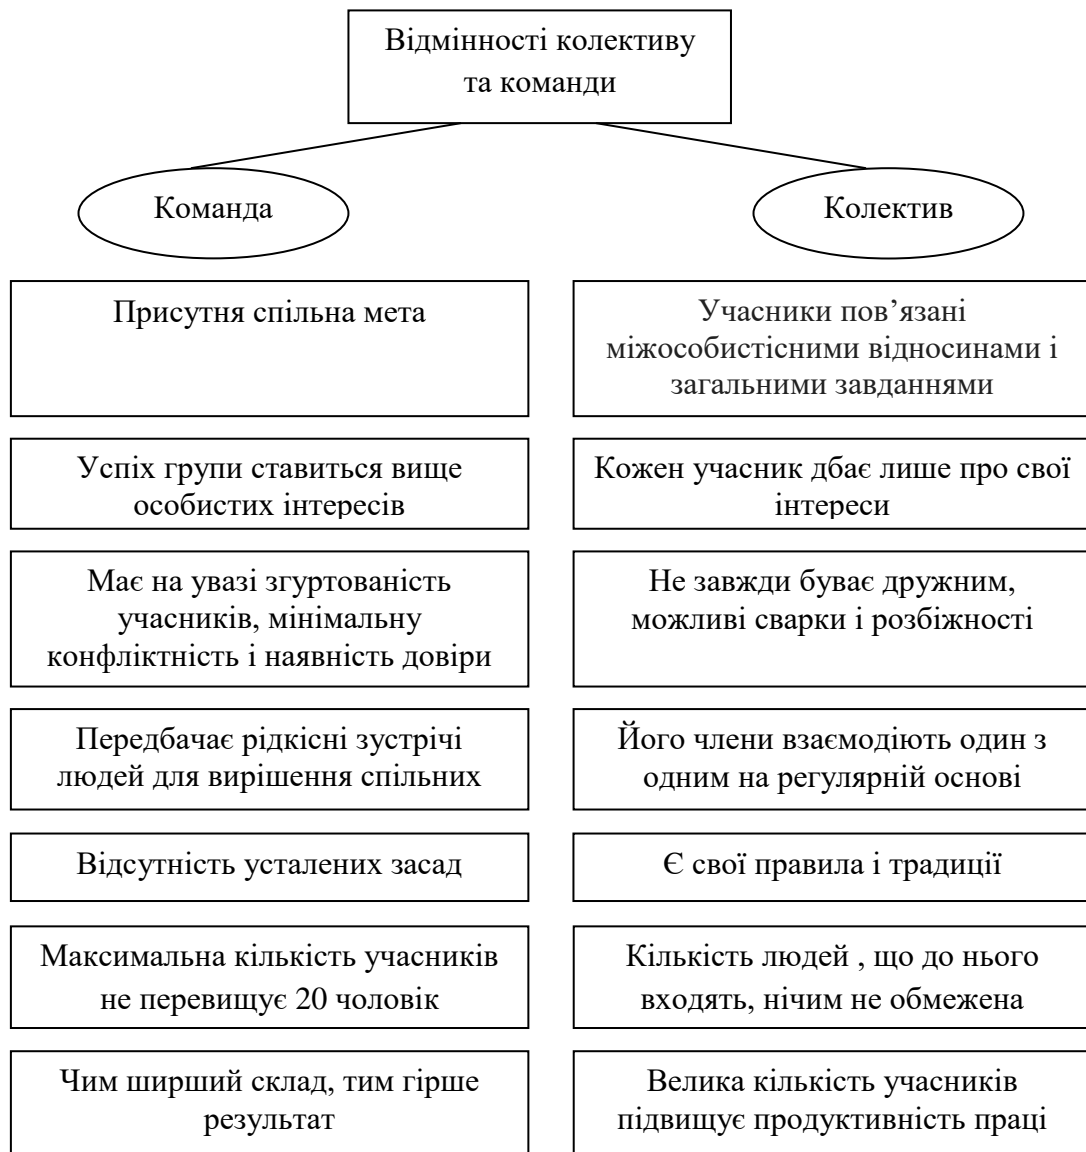 Відмінності колективу
та команди
Команда
Колектив
Присутня спільна мета
Учасники пов’язані
міжособистісними відносинами і
загальними завданнями
Успіх групи ставиться вище
особистих інтересів
Кожен учасник дбає лише про свої
інтереси
Має на увазі згуртованість
учасників, мінімальну
конфліктність і наявність довіри
Не завжди буває дружним,
можливі сварки і розбіжності
Передбачає рідкісні зустрічі
людей для вирішення спільних
Його члени взаємодіють один з
одним на регулярній основі
Відсутність усталених засад
Є свої правила і традиції
Максимальна кількість учасників
не перевищує 20 чоловік
Кількість людей , що до нього
входять, нічим не обмежена
Чим ширший склад, тим гірше
результат
Велика кількість учасників
підвищує продуктивність праці